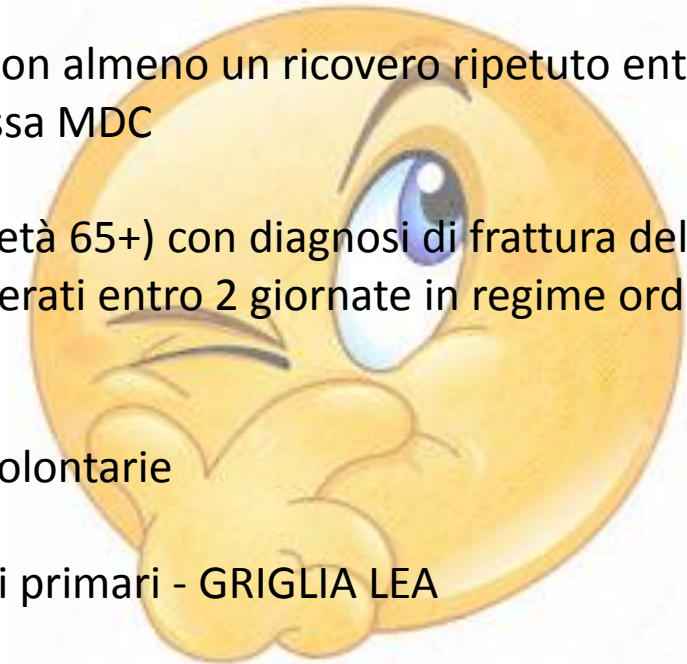 on almeno un ricovero ripetuto ent
ssa MDC
età 65+) con diagnosi di frattura del
erati entro 2 giornate in regime ord
olontarie
i primari - GRIGLIA LEA